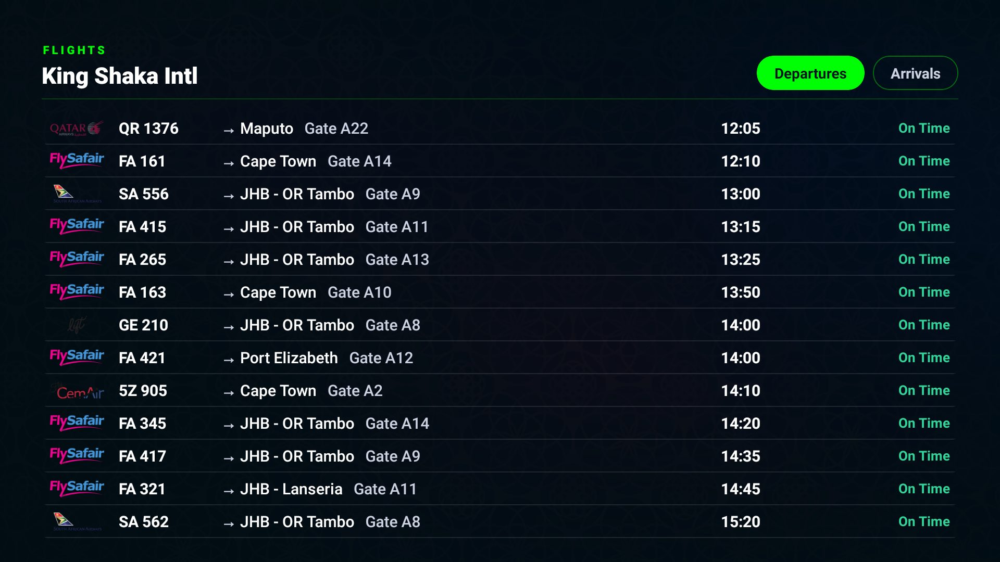 FLIGHTS
King Shaka Intl
Departures
Arrivals
QATAR AIRWAYS القطرية QR 1376 → Maputo Gate A22 12:05 On Time
FlySafair FA 161 → Cape Town Gate A14 12:10 On Time
SOUTH AFRICAN AIRWAYS SA 556 → JHB - OR Tambo Gate A9 13:00 On Time
FlySafair FA 415 → JHB - OR Tambo Gate A11 13:15 On Time
FlySafair FA 265 → JHB - OR Tambo Gate A13 13:25 On Time
FlySafair FA 163 → Cape Town Gate A10 13:50 On Time
lift GE 210 → JHB - OR Tambo Gate A8 14:00 On Time
FlySafair FA 421 → Port Elizabeth Gate A12 14:00 On Time
Fly CemAir 5Z 905 → Cape Town Gate A2 14:10 On Time
FlySafair FA 345 → JHB - OR Tambo Gate A14 14:20 On Time
FlySafair FA 417 → JHB - OR Tambo Gate A9 14:35 On Time
FlySafair FA 321 → JHB - Lanseria Gate A11 14:45 On Time
SOUTH AFRICAN AIRWAYS SA 562 → JHB - OR Tambo Gate A8 15:20 On Time